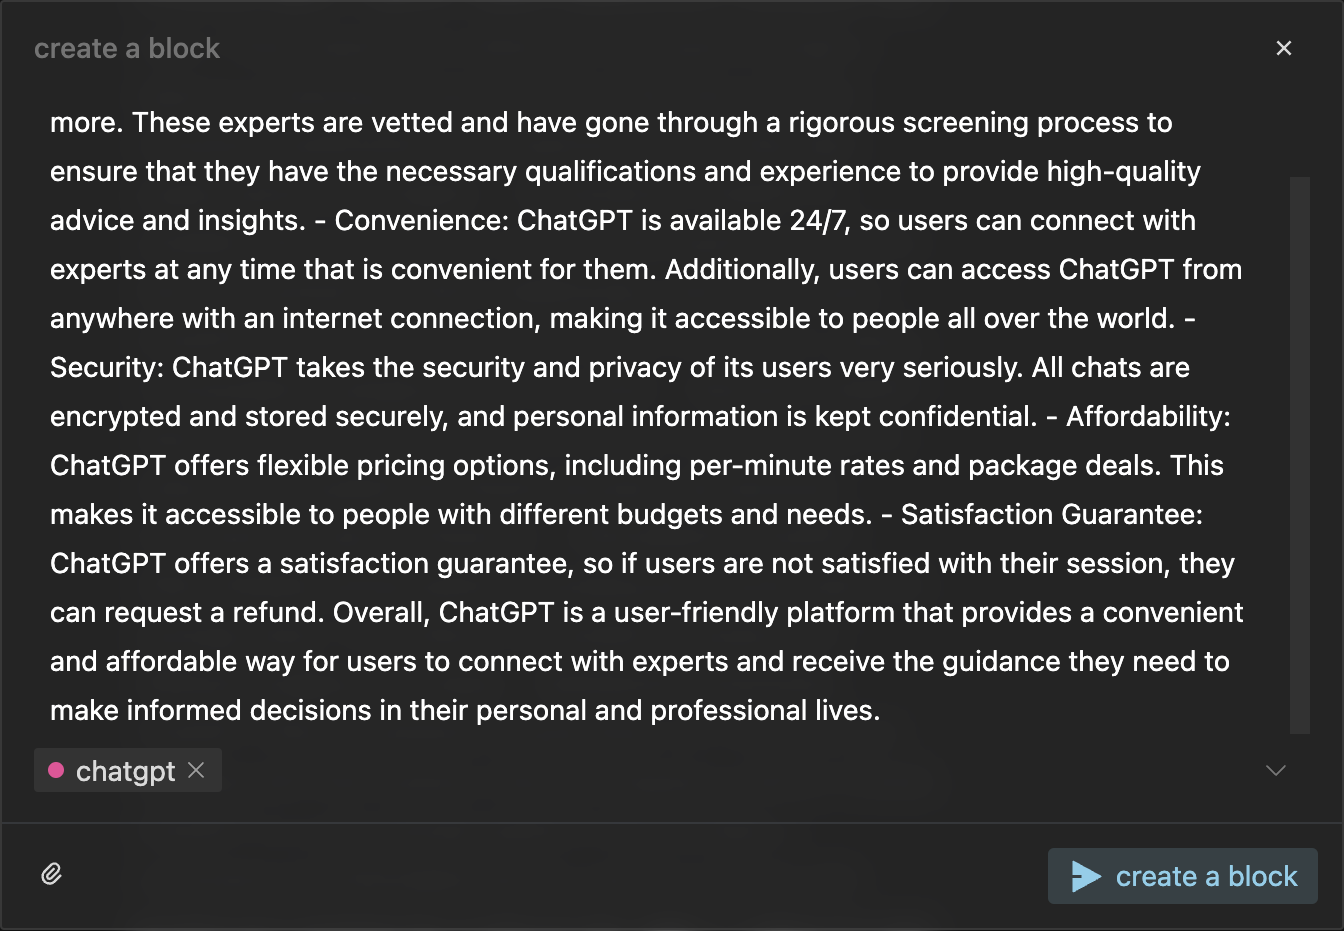 create a block
more. These experts are vetted and have gone through a rigorous screening process to
ensure that they have the necessary qualifications and experience to provide high-quality
advice and insights. - Convenience: ChatGPT is available 24/7, so users can connect with
experts at any time that is convenient for them. Additionally, users can access ChatGPT from
anywhere with an internet connection, making it accessible to people all over the world. -
Security: ChatGPT takes the security and privacy of its users very seriously. All chats are
encrypted and stored securely, and personal information is kept confidential. - Affordability:
ChatGPT offers flexible pricing options, including per-minute rates and package deals. This
makes it accessible to people with different budgets and needs. - Satisfaction Guarantee:
ChatGPT offers a satisfaction guarantee, so if users are not satisfied with their session, they
can request a refund. Overall, ChatGPT is a user-friendly platform that provides a convenient
and affordable way for users to connect with experts and receive the guidance they need to
make informed decisions in their personal and professional lives.
chatgpt
create a block